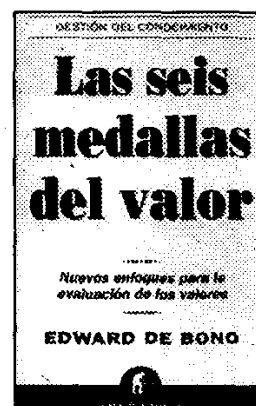 GESTIÓN DEL CONOCIMIENTO
Las seis
medallas
del valor
Nuevos enfoques para la
evaluación de los valores
EDWARD DE BONO
6